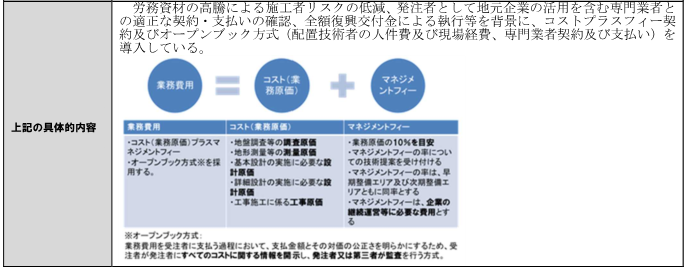 労務資材の高騰による施工者リスクの低減、発注者として地元企業の活用を含む専門業者と
の適正な契約・支払いの確認、全額復興交付金による執行等を背景に、コストプラスフィー契
約及びオープンブック方式（配置技術者の人件費及び現場経費、専門業者契約及び支払い）を
導入している。
上記の具体的内容
業務費用
＝
コスト（業
務原価）
＋
マネジメ
ントフィー
業務費用
・コスト（業務原価）プラスマ
ネジメントフィー
・オープンブック方式※を採
用する。
コスト（業務原価）
・地盤調査等の調査原価
・地形測量等の測量原価
・基本設計の実施に必要な設
計原価
・詳細設計の実施に必要な設
計原価
・工事施工に係る工事原価
マネジメントフィー
・業務原価の10％を目安
・マネジメントフィーの率につい
ての技術提案を受け付ける
・マネジメントフィーの率は、早
期整備エリア及び次期整備エ
リアともに同率とする
・マネジメントフィーは、企業の
継続運営等に必要な費用とす
る
※オープンブック方式：
業務費用を受注者に支払う過程において、支払金額とその対価の公正さを明らかにするため、受
注者が発注者にすべてのコストに関する情報を開示し、発注者又は第三者が監査を行う方式。